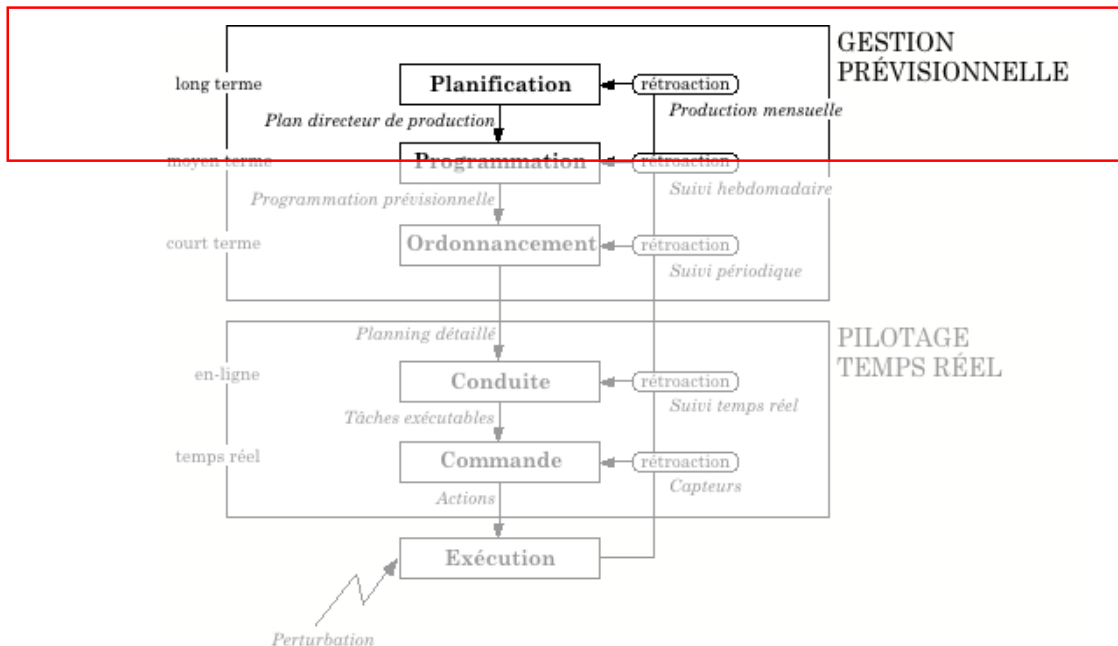 GESTION
PRÉVISIONNELLE
long terme
Planification
rétroaction
Production mensuelle
Plan directeur de production
moyen terme
Programmation
rétroaction
Suivi hebdomadaire
Programmation prévisionnelle
court terme
Ordonnancement
rétroaction
Suivi périodique
Planning détaillé
PILOTAGE
TEMPS RÉEL
en-ligne
Conduite
rétroaction
Suivi temps réel
Tâches exécutables
temps réel
Commande
rétroaction
Capteurs
Actions
Exécution
Perturbation